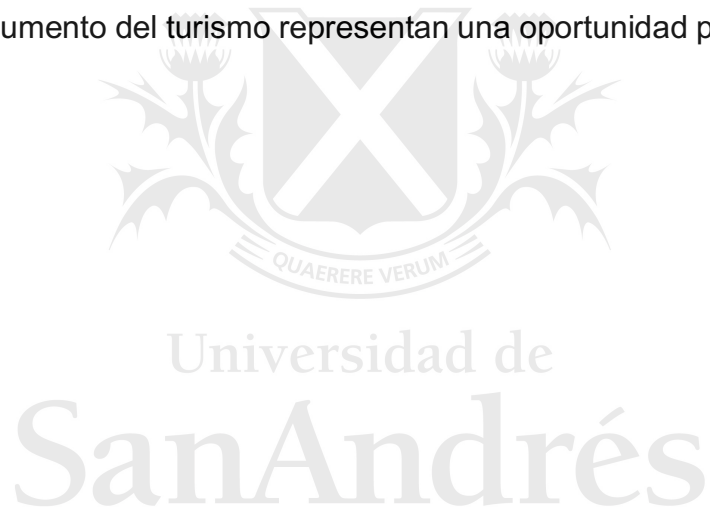 umento del turismo representan una oportunidad p
QUAERERE VERUM
Universidad de
SanAndrés